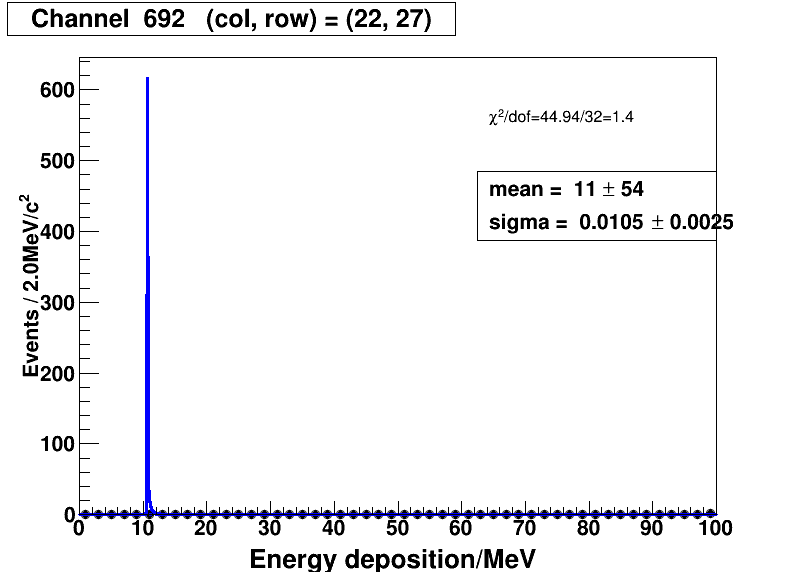 Channel 692 (col, row) = (22, 27)
χ²/dof=44.94/32=1.4
mean = 11 ± 54
sigma = 0.0105 ± 0.0025
Events / 2.0MeV/c²
600
500
400
300
200
100
0
0 10 20 30 40 50 60 70 80 90 100
Energy deposition/MeV